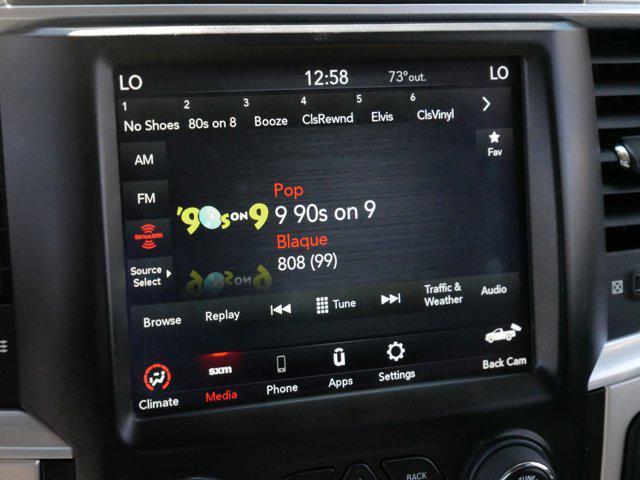 LO 12:58 73° out. LO
1 2 3 4 5 6
No Shoes 80s on 8 Booze ClsRewnd Elvis ClsVinyl
AM
Fav
FM
Pop
'90s ON 9 9 90s on 9
SiriusXM
Blaque
808 (99)
Source
Select
Browse Replay Tune Traffic &
Weather Audio
Climate
sxm
Media
Phone
Apps
Settings
Back Cam
BACK
TUNE